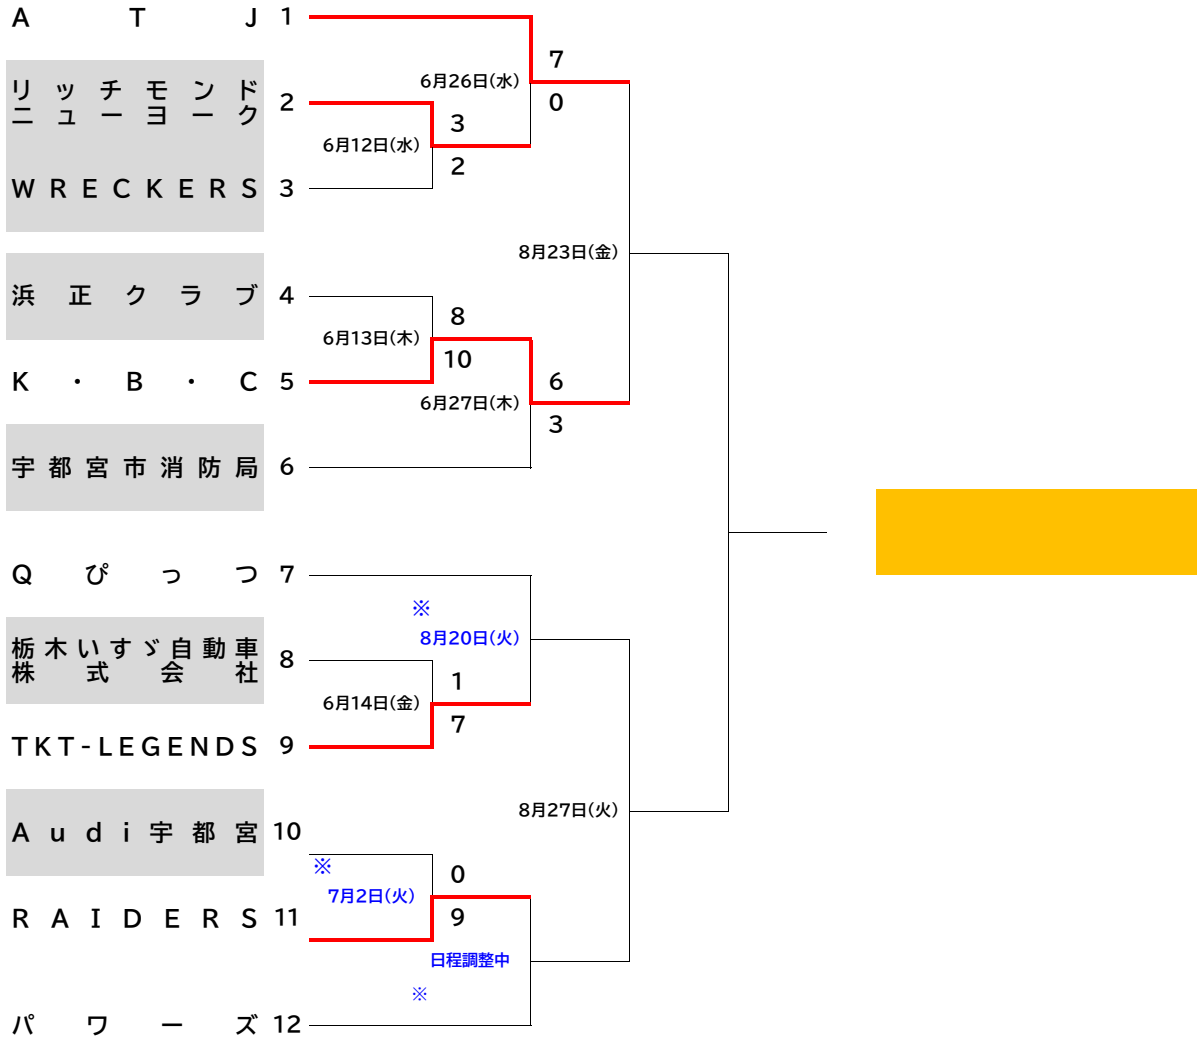 ATJ 1
7
6月26日(水)
0
リッチモンド
ニューヨーク 2
3
6月12日(水)
2
WRECKERS 3
8月23日(金)
浜正クラブ 4
8
6月13日(木)
10
K・B・C 5
6
6月27日(木)
3
宇都宮市消防局 6
Qぴっつ 7
※
8月20日(火)
栃木いすゞ自動車
株式会社 8
1
6月14日(金)
7
TKT-LEGENDS 9
8月27日(火)
Audi宇都宮 10
※
0
7月2日(火)
9
RAIDERS 11
日程調整中
※
パワーズ 12